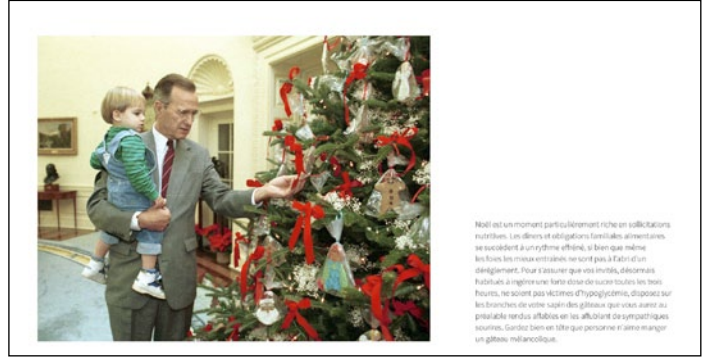 Noël est un moment particulièrement riche en sollicitations
nutritives. Les dîners et obligations familiales alimentaires
se succèdent à un rythme effréné, si bien que même
les foies les mieux entraînés ne sont pas à l'abri d'un
dérèglement. Pour s'assurer que vos invités, désormais
habitués à ingérer une forte dose de sucre toutes les trois
heures, ne soient pas victimes d'hypoglycémie, disposez sur
les branches de votre sapin des gâteaux que vous aurez au
préalable rendus affables en les affublant de sympathiques
sourires. Gardez bien en tête que personne n'aime manger
un gâteau mélancolique.